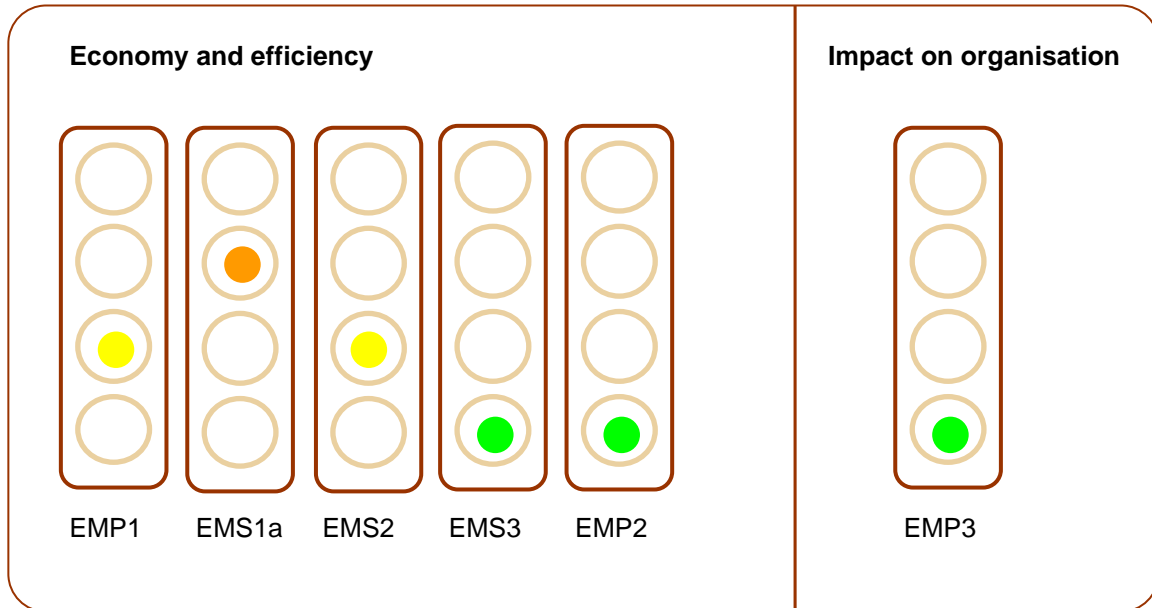 Economy and efficiency
Impact on organisation
EMP1 EMS1a EMS2 EMS3 EMP2
EMP3